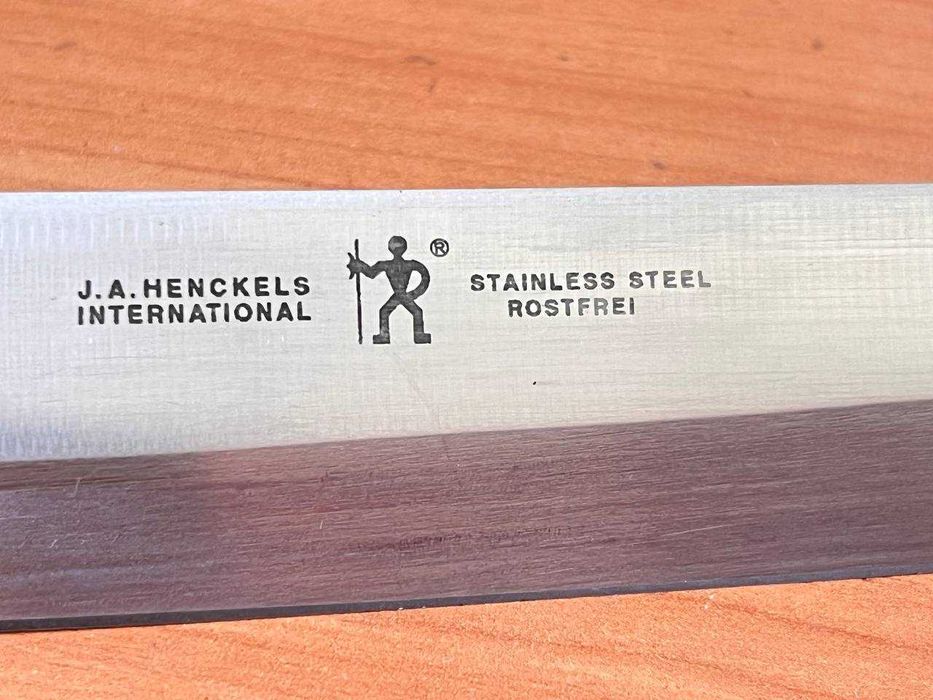 J.A.HENCKELS
INTERNATIONAL
®
STAINLESS STEEL
ROSTFREI